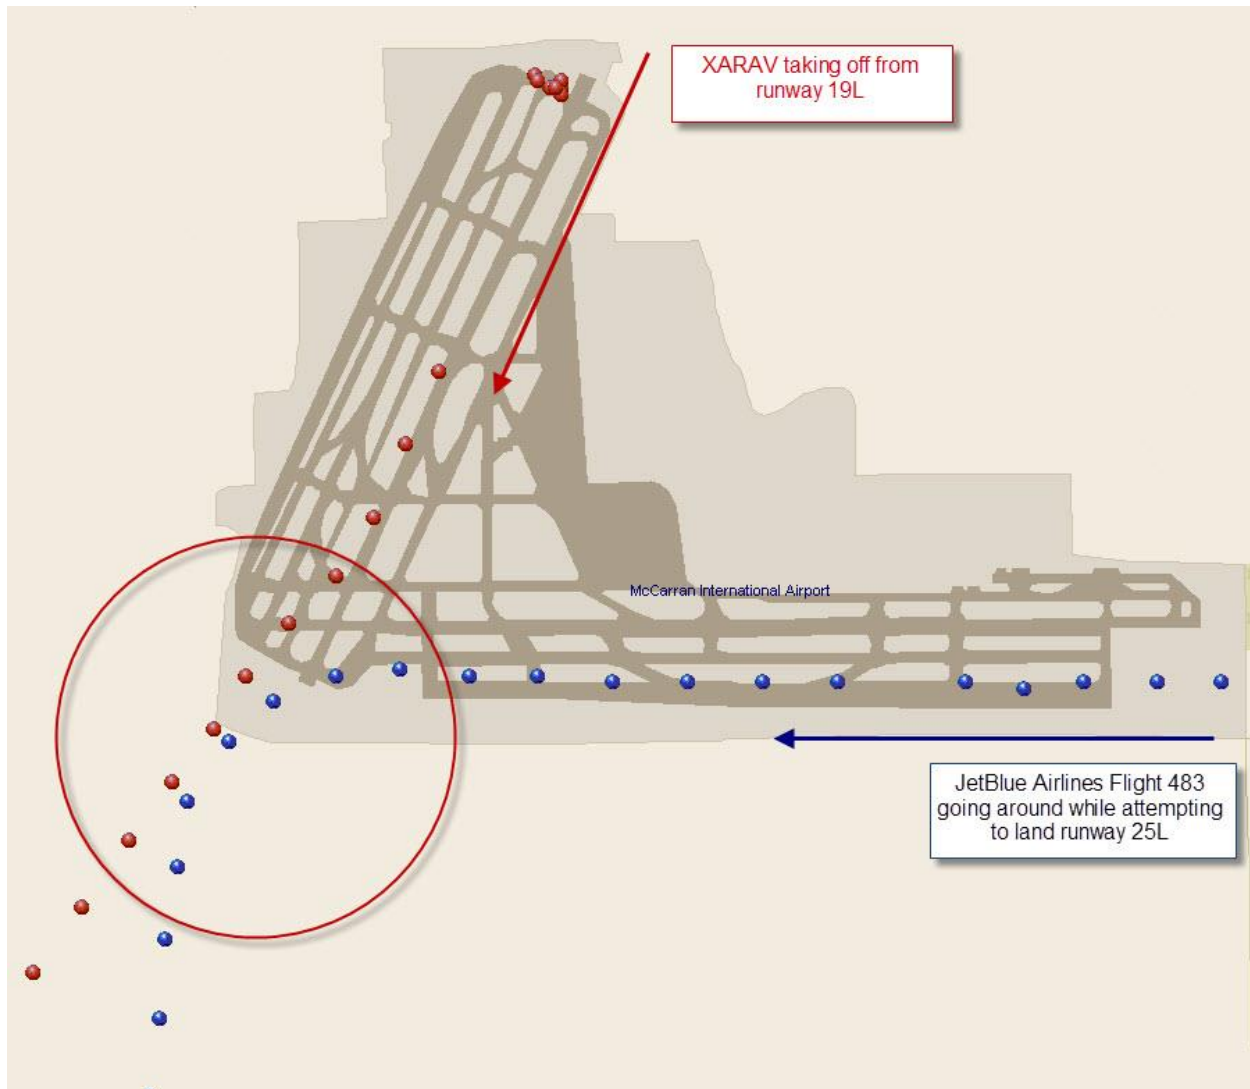 XARAV taking off from
runway 19L
McCarran International Airport
JetBlue Airlines Flight 483
going around while attempting
to land runway 25L